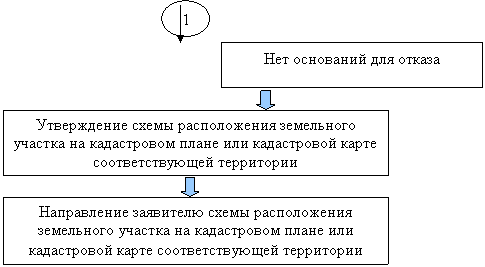 1
Нет оснований для отказа
Утверждение схемы расположения земельного
участка на кадастровом плане или кадастровой карте
соответствующей территории
Направление заявителю схемы расположения
земельного участка на кадастровом плане или
кадастровой карте соответствующей территории